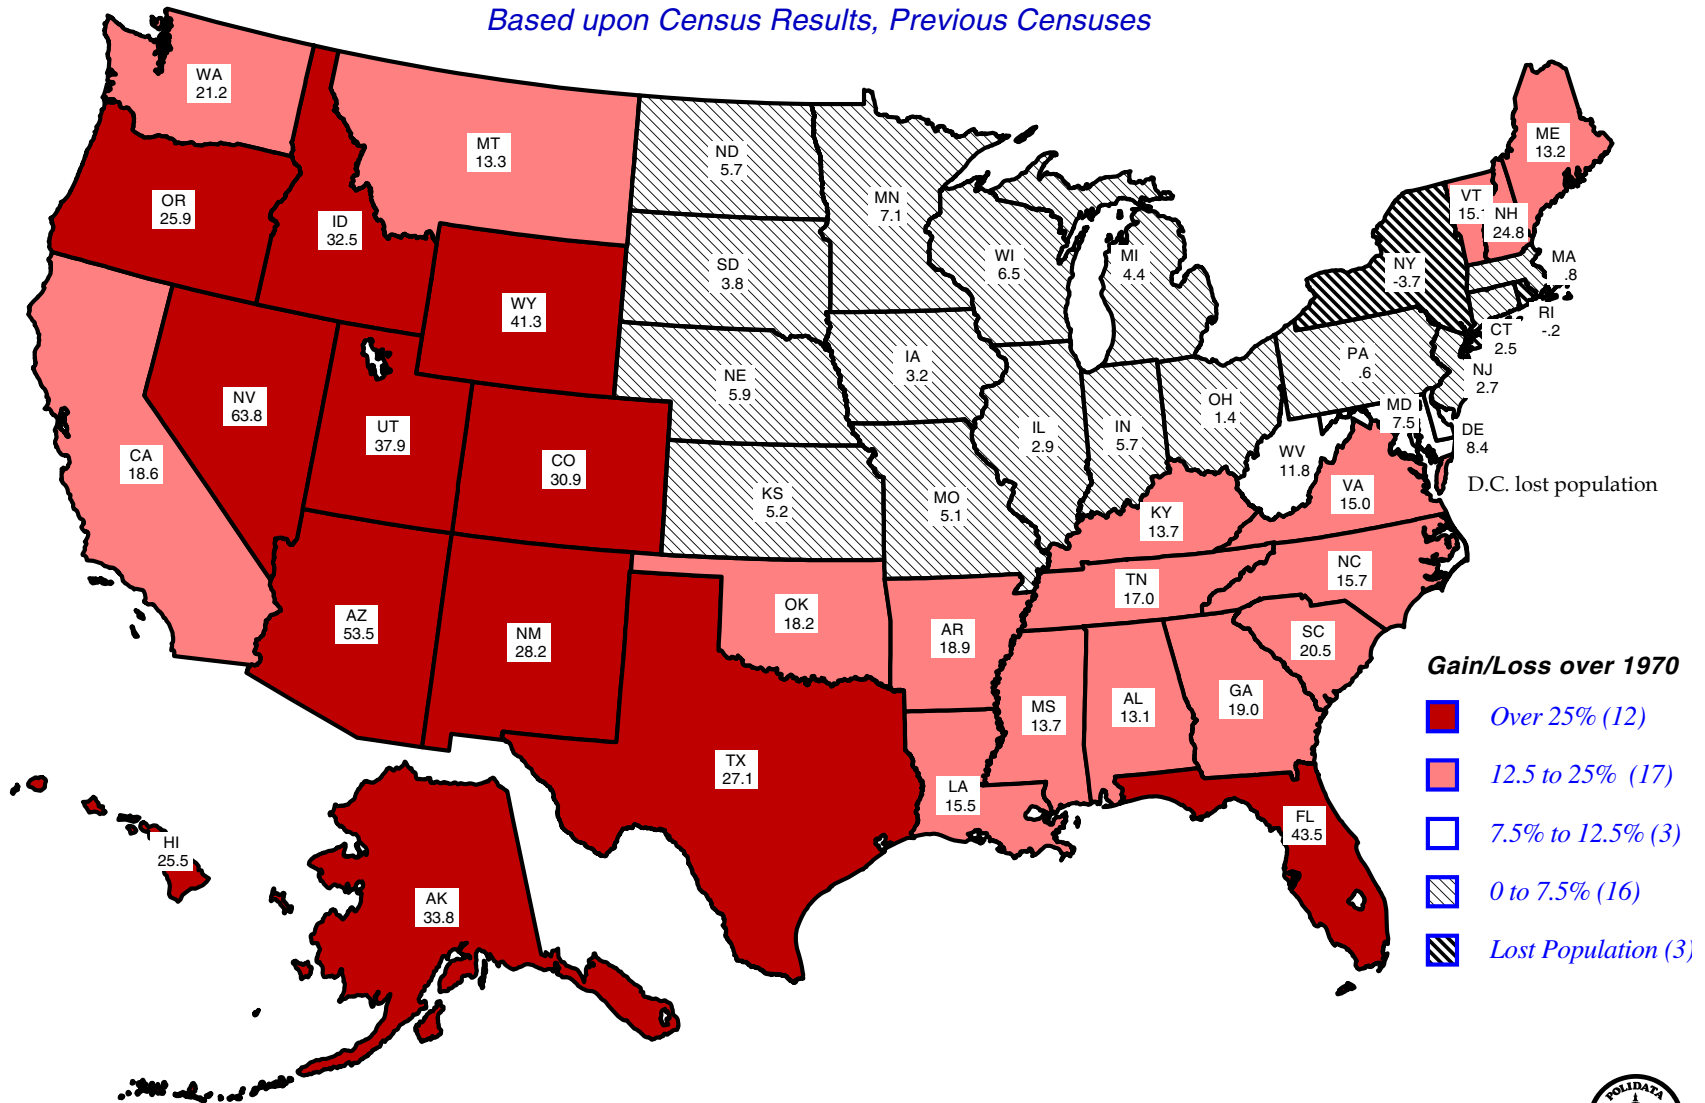 Based upon Census Results, Previous Censuses
WA
21.2
MT
13.3
ND
5.7
MN
7.1
ME
13.2
OR
25.9
ID
32.5
SD
3.8
WI
6.5
MI
4.4
NY
-3.7
VT
15.1
NH
24.8
MA
.8
RI
-.2
CT
2.5
WY
41.3
NE
5.9
IA
3.2
PA
.6
NJ
2.7
NV
63.8
UT
37.9
CO
30.9
IL
2.9
IN
5.7
OH
1.4
MD
7.5
DE
8.4
D.C. lost population
CA
18.6
KS
5.2
MO
5.1
WV
11.8
VA
15.0
KY
13.7
AZ
53.5
NM
28.2
OK
18.2
AR
18.9
TN
17.0
NC
15.7
SC
20.5
TX
27.1
LA
15.5
MS
13.7
AL
13.1
GA
19.0
FL
43.5
HI
25.5
AK
33.8
Gain/Loss over 1970
Over 25% (12)
12.5 to 25% (17)
7.5% to 12.5% (3)
0 to 7.5% (16)
Lost Population (3)
POLIDATA